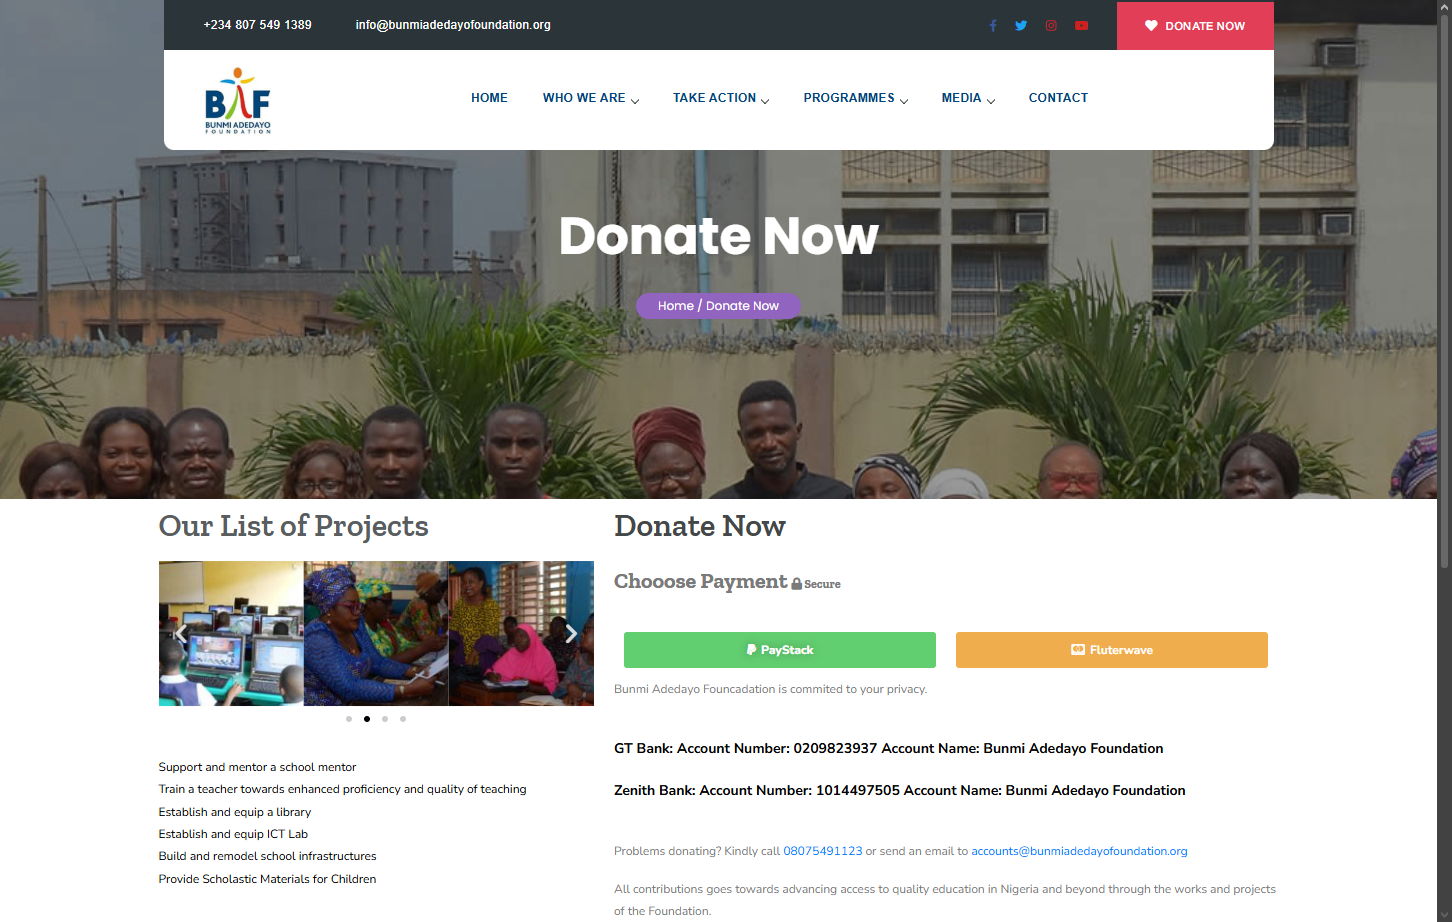 +234 807 549 1389
info@bunmiadedayofoundation.org
DONATE NOW
BAF
BUNMI ADEDAYO
FOUNDATION
HOME
WHO WE ARE
TAKE ACTION
PROGRAMMES
MEDIA
CONTACT
Donate Now
Home / Donate Now
Our List of Projects
Support and mentor a school mentor
Train a teacher towards enhanced proficiency and quality of teaching
Establish and equip a library
Establish and equip ICT Lab
Build and remodel school infrastructures
Provide Scholastic Materials for Children
Donate Now
Chooose Payment Secure
PayStack
Fluterwave
Bunmi Adedayo Founcadation is commited to your privacy.
GT Bank: Account Number: 0209823937 Account Name: Bunmi Adedayo Foundation
Zenith Bank: Account Number: 1014497505 Account Name: Bunmi Adedayo Foundation
Problems donating? Kindly call 08075491123 or send an email to accounts@bunmiadedayofoundation.org
All contributions goes towards advancing access to quality education in Nigeria and beyond through the works and projects
of the Foundation.